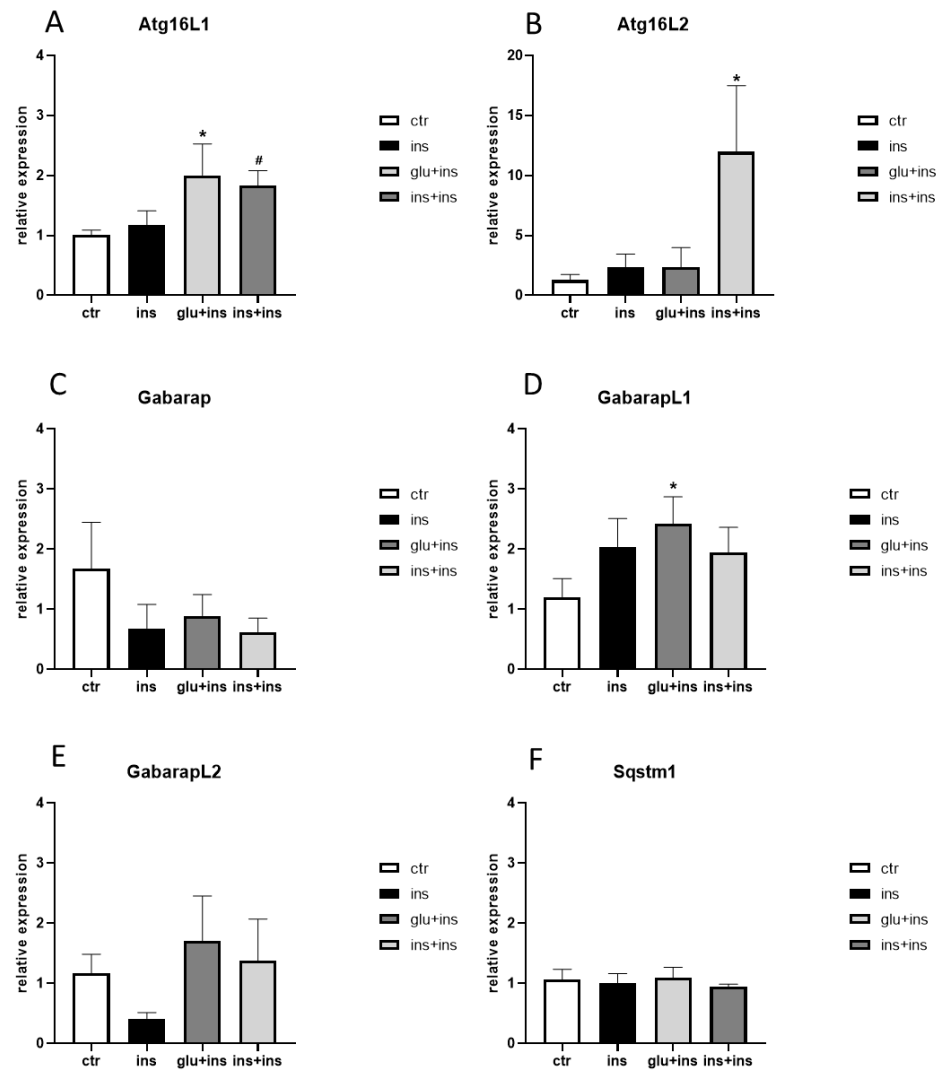 A
Atg16L1
relative expression
4
3
2
1
0
*
#
ctr
ins
glu+ins
ins+ins
ctr
ins
glu+ins
ins+ins
B
Atg16L2
relative expression
20
15
10
5
0
*
ctr
ins
glu+ins
ins+ins
ctr
ins
glu+ins
ins+ins
C
Gabarap
relative expression
4
3
2
1
0
ctr
ins
glu+ins
ins+ins
ctr
ins
glu+ins
ins+ins
D
GabarapL1
relative expression
4
3
2
1
0
*
ctr
ins
glu+ins
ins+ins
ctr
ins
glu+ins
ins+ins
E
GabarapL2
relative expression
4
3
2
1
0
ctr
ins
glu+ins
ins+ins
ctr
ins
glu+ins
ins+ins
F
Sqstm1
relative expression
4
3
2
1
0
ctr
ins
glu+ins
ins+ins
ctr
ins
glu+ins
ins+ins